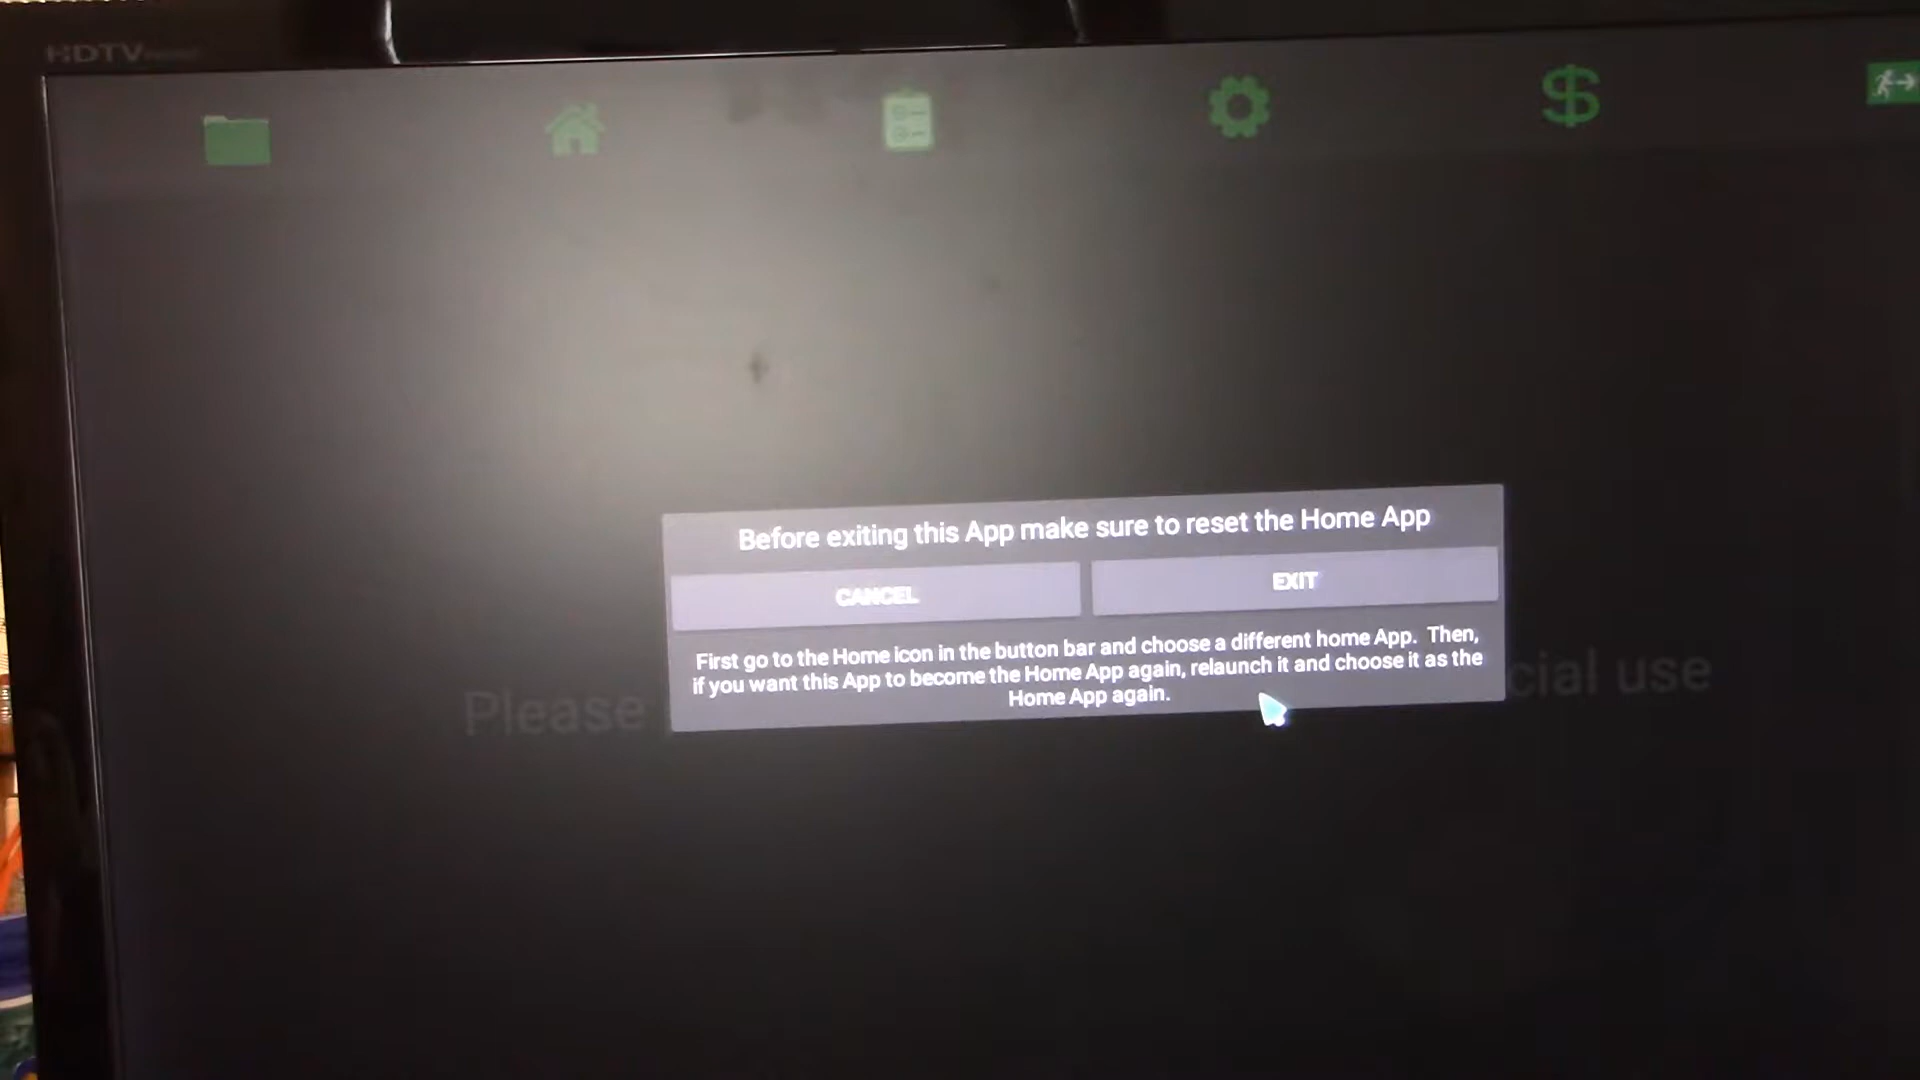 HDTV
Before exiting this App make sure to reset the Home App
CANCEL
EXIT
First go to the Home icon in the button bar and choose a different home App. Then,
if you want this App to become the Home App again, relaunch it and choose it as the
Home App again.
Please
cial use